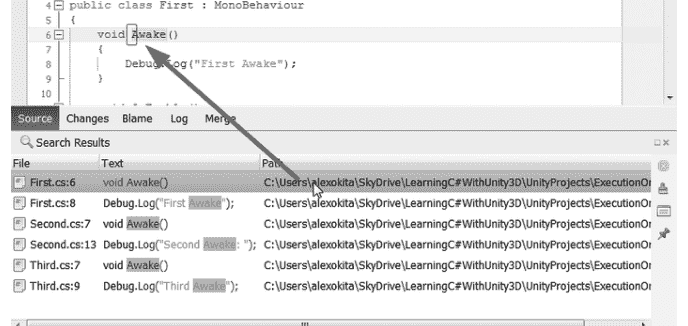 4 public class First : MonoBehaviour
5 {
6 void Awake()
7 {
8 Debug.Log("First Awake");
9 }
10
Source Changes Blame Log Merge
Search Results
File Text Path
First.cs:6 void Awake() C:\Users\alexokita\SkyDrive\LearningC#WithUnity3D\UnityProjects\ExecutionOr
First.cs:8 Debug.Log("First Awake"); C:\Users\alexokita\SkyDrive\LearningC#WithUnity3D\UnityProjects\ExecutionOr
Second.cs:7 void Awake() C:\Users\alexokita\SkyDrive\LearningC#WithUnity3D\UnityProjects\ExecutionOr
Second.cs:13 Debug.Log("Second Awake: "); C:\Users\alexokita\SkyDrive\LearningC#WithUnity3D\UnityProjects\ExecutionOr
Third.cs:7 void Awake() C:\Users\alexokita\SkyDrive\LearningC#WithUnity3D\UnityProjects\ExecutionOr
Third.cs:9 Debug.Log("Third Awake"); C:\Users\alexokita\SkyDrive\LearningC#WithUnity3D\UnityProjects\ExecutionOr